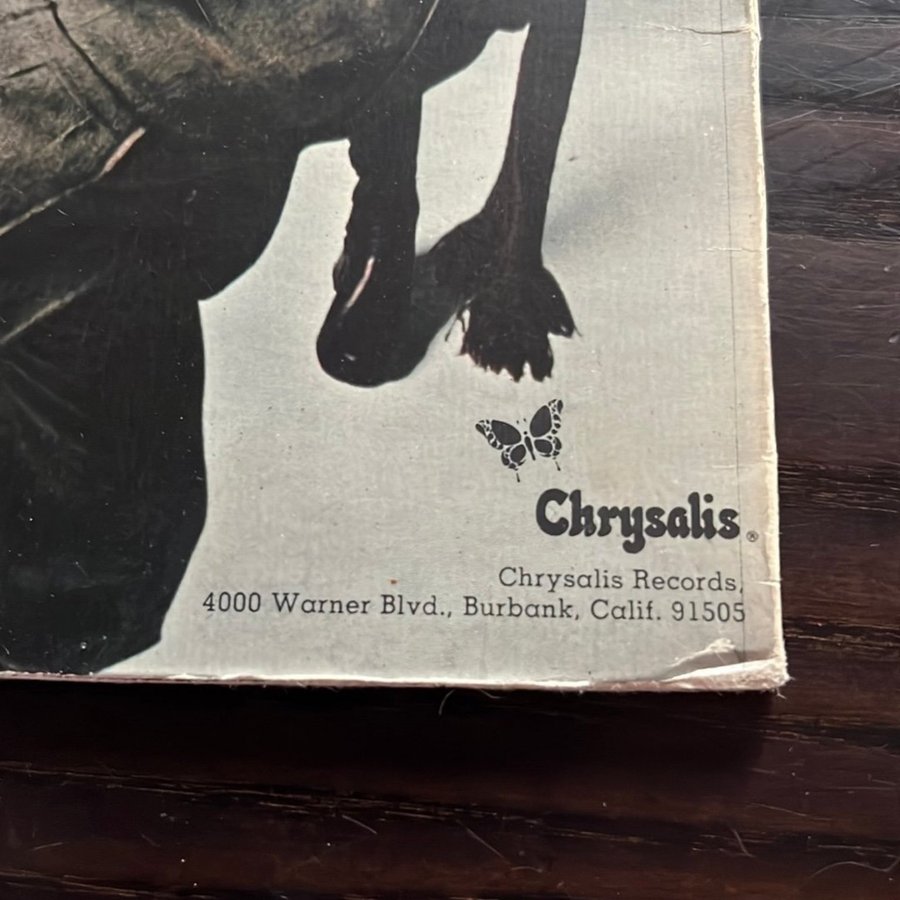 Chrysalis®
Chrysalis Records,
4000 Warner Blvd., Burbank, Calif. 91505